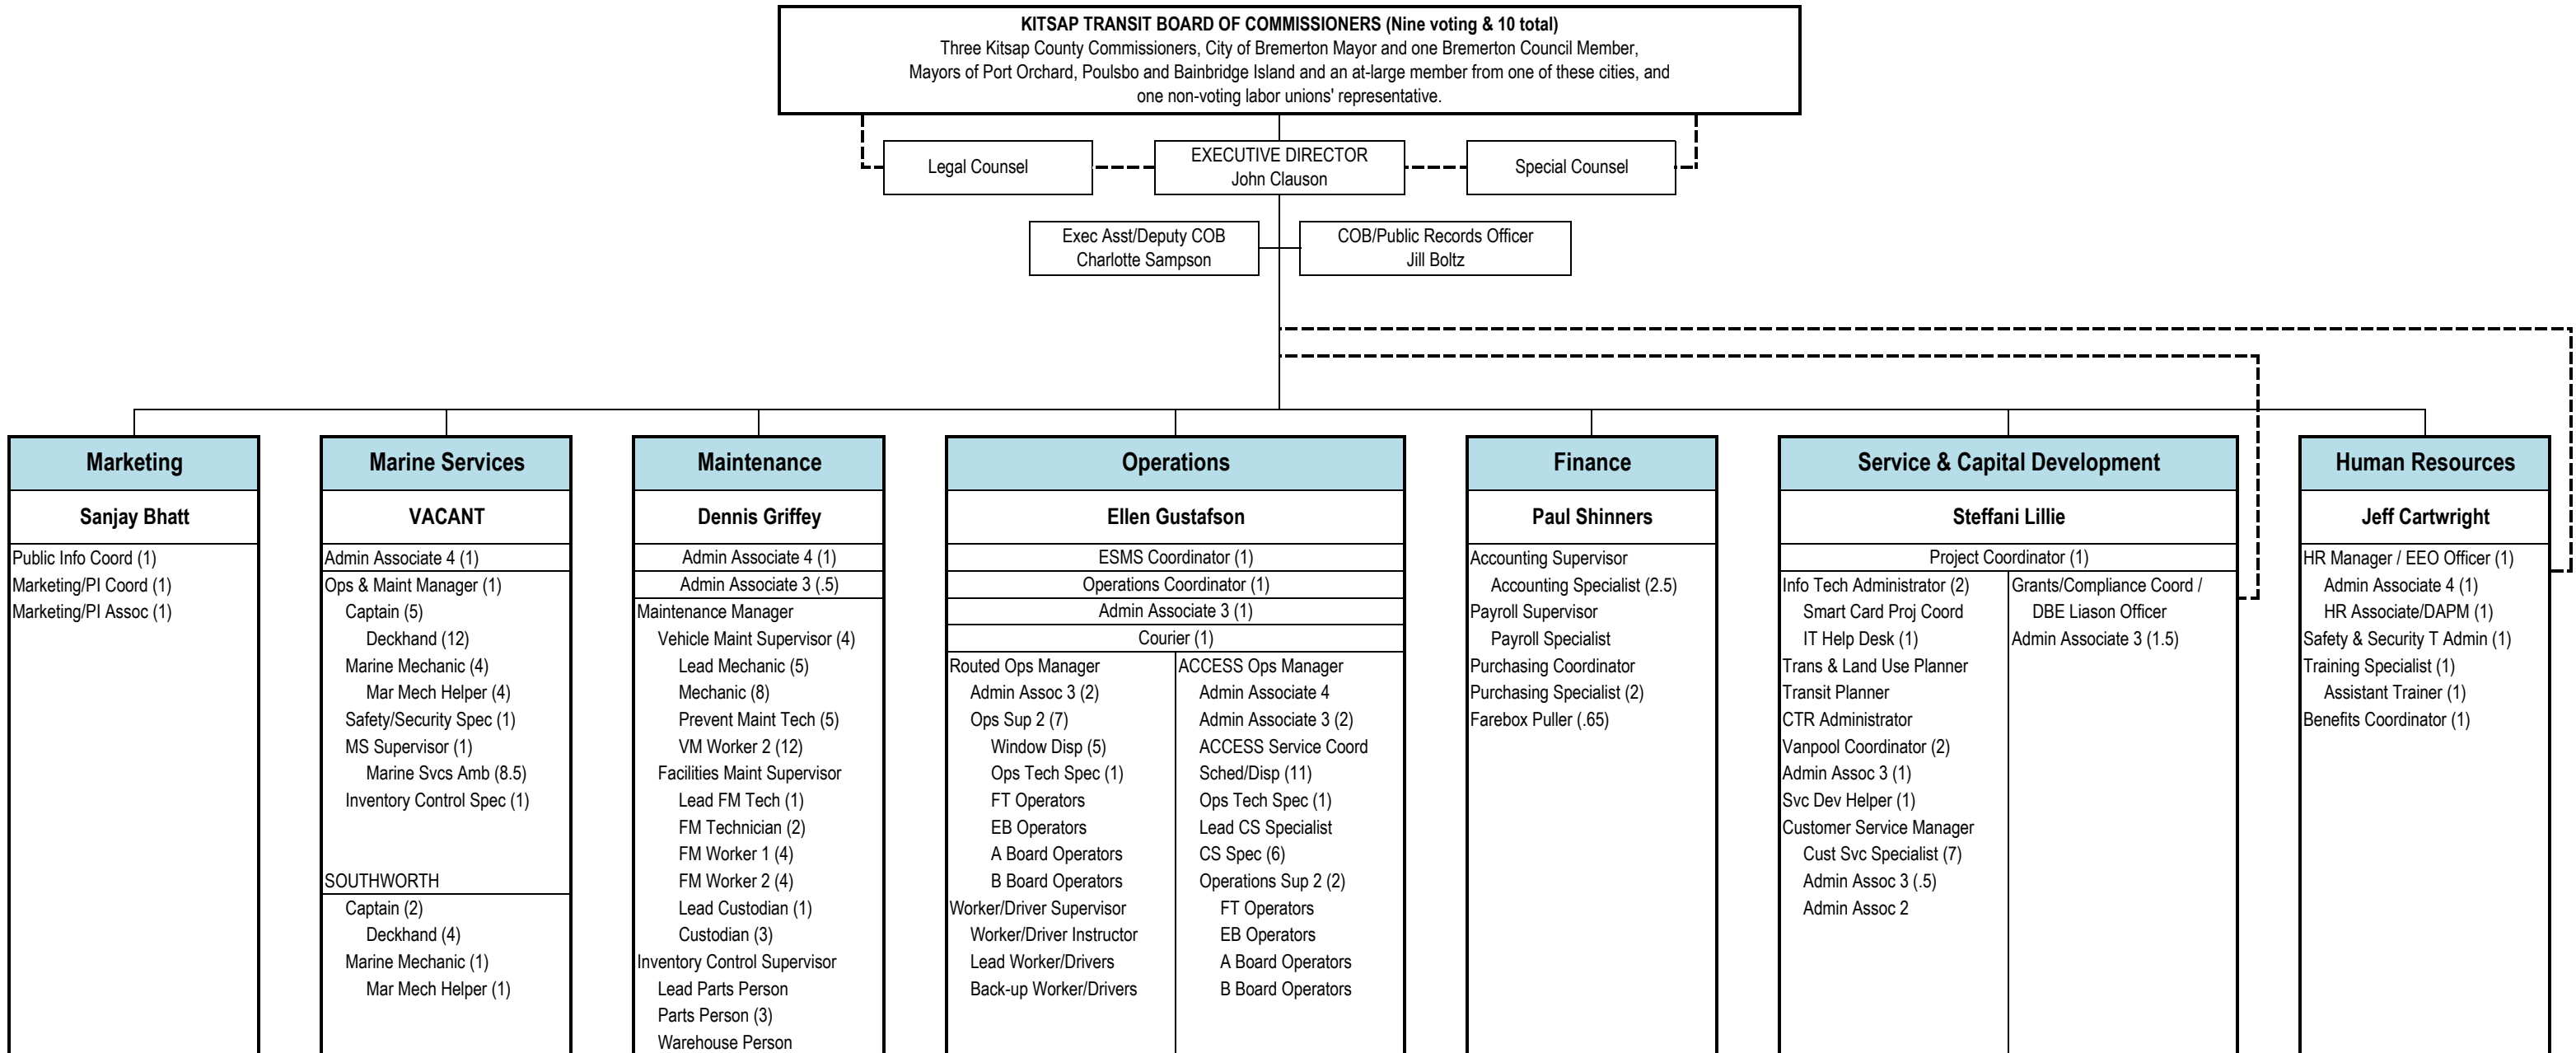 KITSAP TRANSIT BOARD OF COMMISSIONERS (Nine voting & 10 total)
Three Kitsap County Commissioners, City of Bremerton Mayor and one Bremerton Council Member,
Mayors of Port Orchard, Poulsbo and Bainbridge Island and an at-large member from one of these cities, and
one non-voting labor unions' representative.
Legal Counsel
EXECUTIVE DIRECTOR
John Clauson
Special Counsel
Exec Asst/Deputy COB
Charlotte Sampson
COB/Public Records Officer
Jill Boltz
Marketing
Sanjay Bhatt
Public Info Coord (1)
Marketing/PI Coord (1)
Marketing/PI Assoc (1)
Marine Services
VACANT
Admin Associate 4 (1)
Ops & Maint Manager (1)
Captain (5)
Deckhand (12)
Marine Mechanic (4)
Mar Mech Helper (4)
Safety/Security Spec (1)
MS Supervisor (1)
Marine Svcs Amb (8.5)
Inventory Control Spec (1)
SOUTHWORTH
Captain (2)
Deckhand (4)
Marine Mechanic (1)
Mar Mech Helper (1)
Maintenance
Dennis Griffey
Admin Associate 4 (1)
Admin Associate 3 (.5)
Maintenance Manager
Vehicle Maint Supervisor (4)
Lead Mechanic (5)
Mechanic (8)
Prevent Maint Tech (5)
VM Worker 2 (12)
Facilities Maint Supervisor
Lead FM Tech (1)
FM Technician (2)
FM Worker 1 (4)
FM Worker 2 (4)
Lead Custodian (1)
Custodian (3)
Inventory Control Supervisor
Lead Parts Person
Parts Person (3)
Warehouse Person
Operations
Ellen Gustafson
ESMS Coordinator (1)
Operations Coordinator (1)
Admin Associate 3 (1)
Courier (1)
Routed Ops Manager
Admin Assoc 3 (2)
Ops Sup 2 (7)
Window Disp (5)
Ops Tech Spec (1)
FT Operators
EB Operators
A Board Operators
B Board Operators
Worker/Driver Supervisor
Worker/Driver Instructor
Lead Worker/Drivers
Back-up Worker/Drivers
ACCESS Ops Manager
Admin Associate 4
Admin Associate 3 (2)
ACCESS Service Coord
Sched/Disp (11)
Ops Tech Spec (1)
Lead CS Specialist
CS Spec (6)
Operations Sup 2 (2)
FT Operators
EB Operators
A Board Operators
B Board Operators
Finance
Paul Shinners
Accounting Supervisor
Accounting Specialist (2.5)
Payroll Supervisor
Payroll Specialist
Purchasing Coordinator
Purchasing Specialist (2)
Farebox Puller (.65)
Service & Capital Development
Steffani Lillie
Project Coordinator (1)
Info Tech Administrator (2)
Smart Card Proj Coord
IT Help Desk (1)
Trans & Land Use Planner
Transit Planner
CTR Administrator
Vanpool Coordinator (2)
Admin Assoc 3 (1)
Svc Dev Helper (1)
Customer Service Manager
Cust Svc Specialist (7)
Admin Assoc 3 (.5)
Admin Assoc 2
Grants/Compliance Coord /
DBE Liason Officer
Admin Associate 3 (1.5)
Human Resources
Jeff Cartwright
HR Manager / EEO Officer (1)
Admin Associate 4 (1)
HR Associate/DAPM (1)
Safety & Security T Admin (1)
Training Specialist (1)
Assistant Trainer (1)
Benefits Coordinator (1)